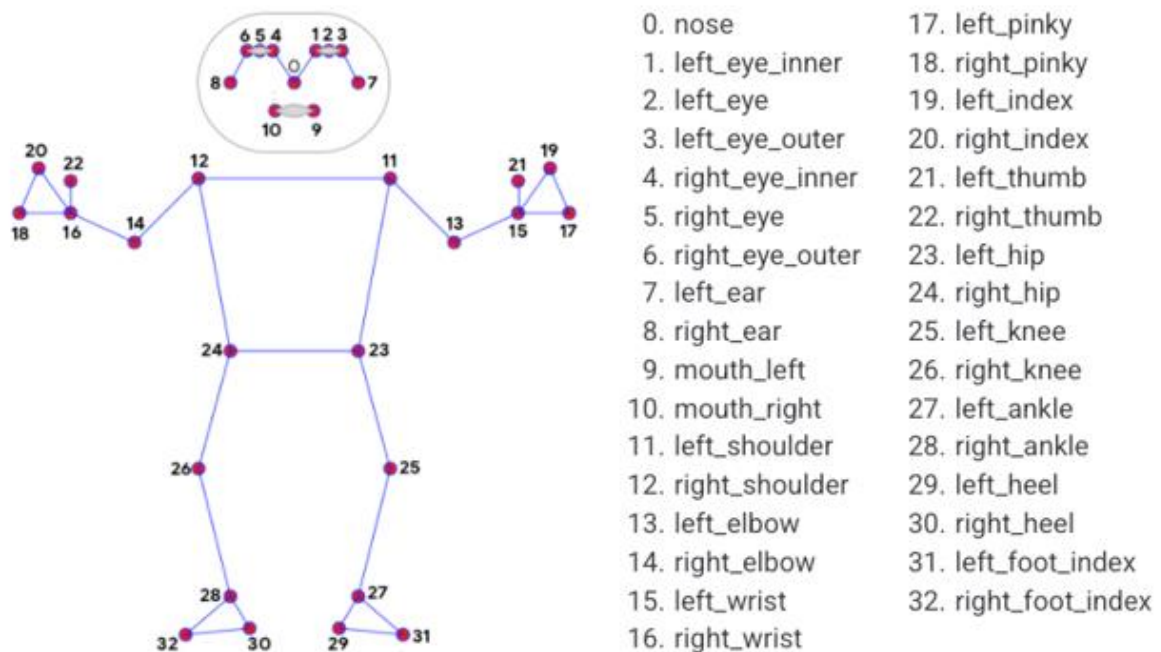 6 5 4 1 2 3
0
8 7
10 9
20 22 12 11 21 19
18 16 14 13 15 17
24 23
26 25
28 27
32 30 29 31
0. nose
1. left_eye_inner
2. left_eye
3. left_eye_outer
4. right_eye_inner
5. right_eye
6. right_eye_outer
7. left_ear
8. right_ear
9. mouth_left
10. mouth_right
11. left_shoulder
12. right_shoulder
13. left_elbow
14. right_elbow
15. left_wrist
16. right_wrist
17. left_pinky
18. right_pinky
19. left_index
20. right_index
21. left_thumb
22. right_thumb
23. left_hip
24. right_hip
25. left_knee
26. right_knee
27. left_ankle
28. right_ankle
29. left_heel
30. right_heel
31. left_foot_index
32. right_foot_index